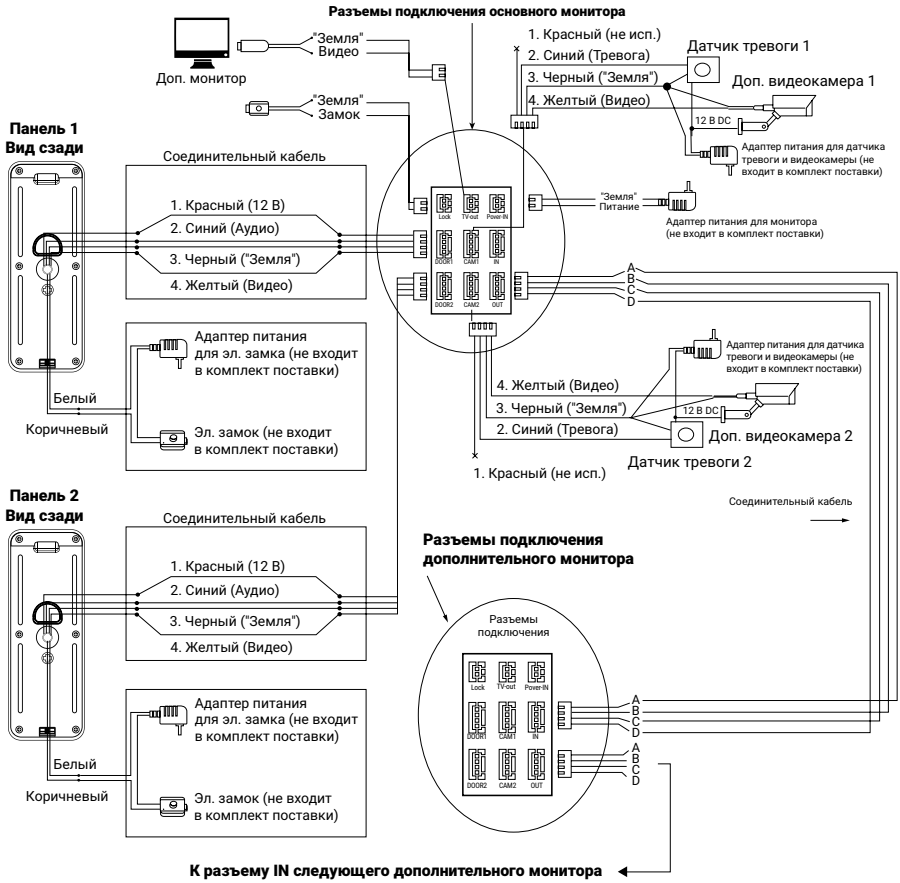 Разъемы подключения основного монитора
"Земля"
Видео
Доп. монитор
"Земля"
Замок
1. Красный (не исп.)
2. Синий (Тревога)
3. Черный ("Земля")
4. Желтый (Видео)
Датчик тревоги 1
Доп. видеокамера 1
12 В DC
Адаптер питания для датчика
тревоги и видеокамеры (не
входит в комплект поставки)
"Земля"
Питание
Адаптер питания для монитора
(не входит в комплект поставки)
Панель 1
Вид сзади
Соединительный кабель
1. Красный (12 В)
2. Синий (Аудио)
3. Черный ("Земля")
4. Желтый (Видео)
Lock
TV-out
Pover-IN
DOOR1
CAM1
IN
DOOR2
CAM2
OUT
A
B
C
D
Адаптер питания
для эл. замка (не входит
в комплект поставки)
Белый
Коричневый
Эл. замок (не входит
в комплект поставки)
Адаптер питания для датчика
тревоги и видеокамеры (не
входит в комплект поставки)
4. Желтый (Видео)
3. Черный ("Земля")
2. Синий (Тревога)
1. Красный (не исп.)
12 В DC
Доп. видеокамера 2
Датчик тревоги 2
Соединительный кабель
Панель 2
Вид сзади
Соединительный кабель
1. Красный (12 В)
2. Синий (Аудио)
3. Черный ("Земля")
4. Желтый (Видео)
Разъемы подключения
дополнительного монитора
Разъемы
подключения
Lock
TV-out
Pover-IN
DOOR1
CAM1
IN
DOOR2
CAM2
OUT
A
B
C
D
A
B
C
D
Адаптер питания
для эл. замка (не входит
в комплект поставки)
Белый
Коричневый
Эл. замок (не входит
в комплект поставки)
К разъему IN следующего дополнительного монитора